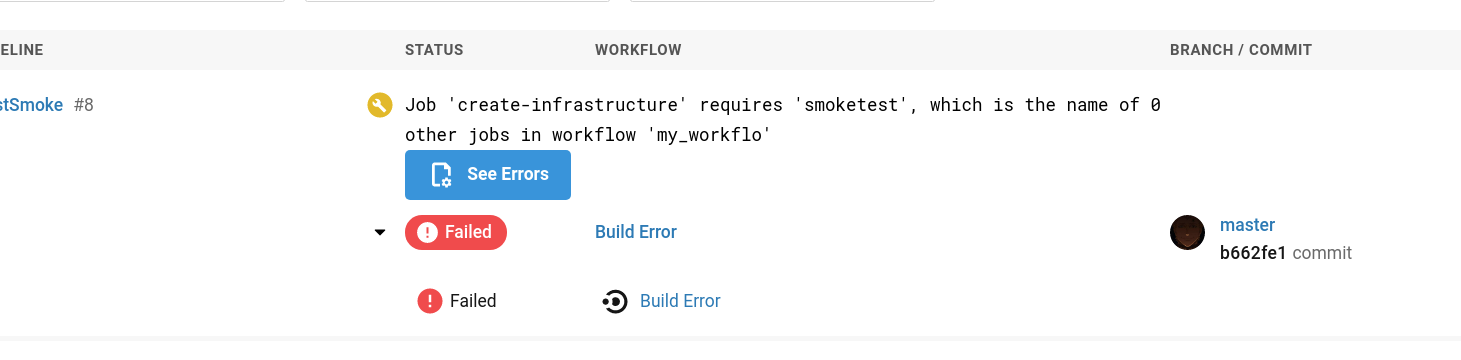 ELINE STATUS WORKFLOW BRANCH / COMMIT
stSmoke #8 Job 'create-infrastructure' requires 'smoketest', which is the name of 0
other jobs in workflow 'my_workflo'
See Errors
Failed Build Error master
b662fe1 commit
Failed Build Error